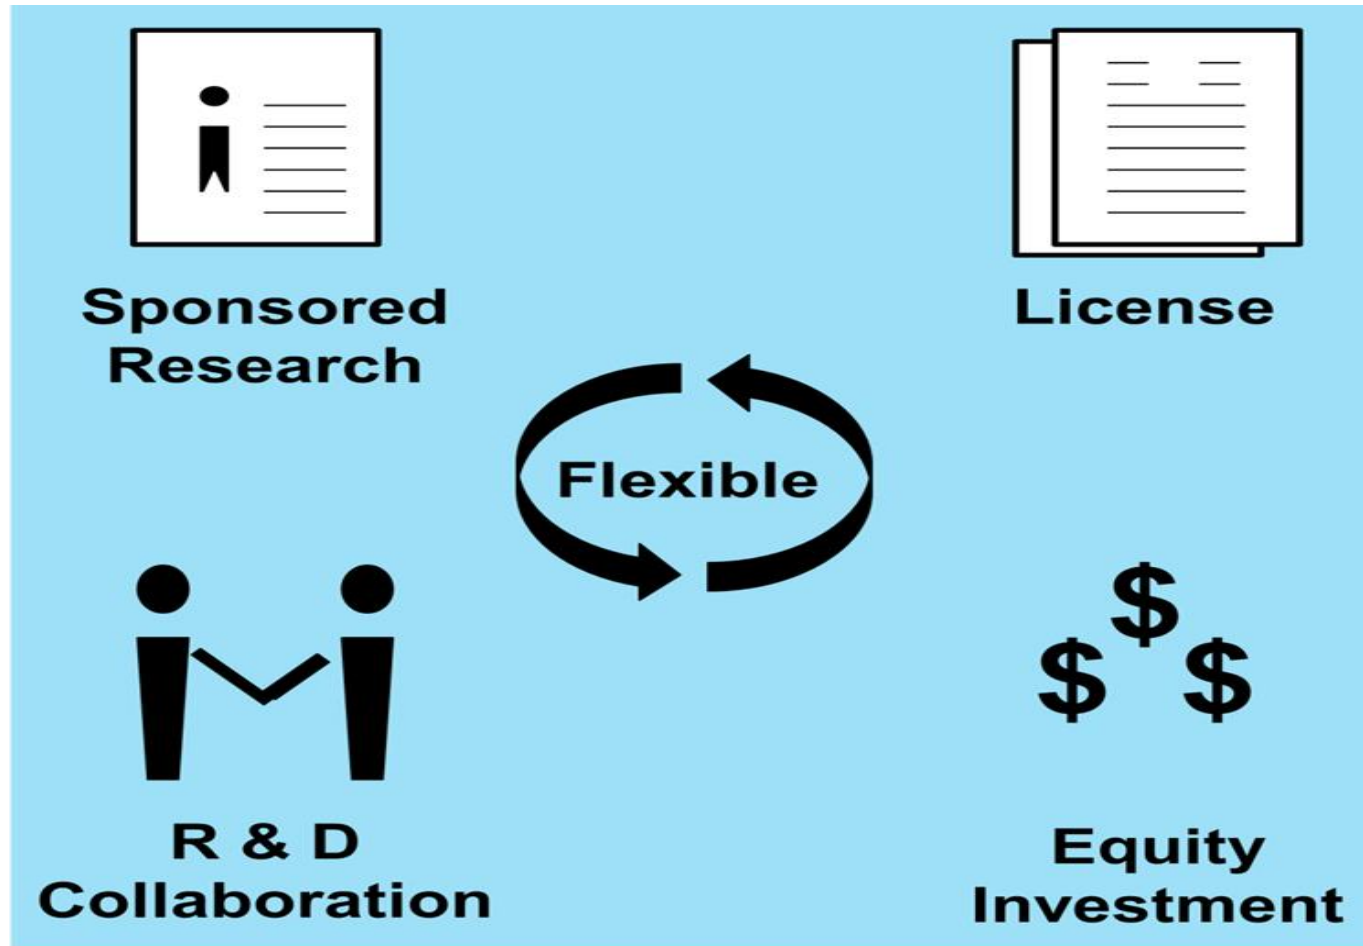 Sponsored
Research
License
Flexible
$
$ $
R & D
Collaboration
Equity
Investment